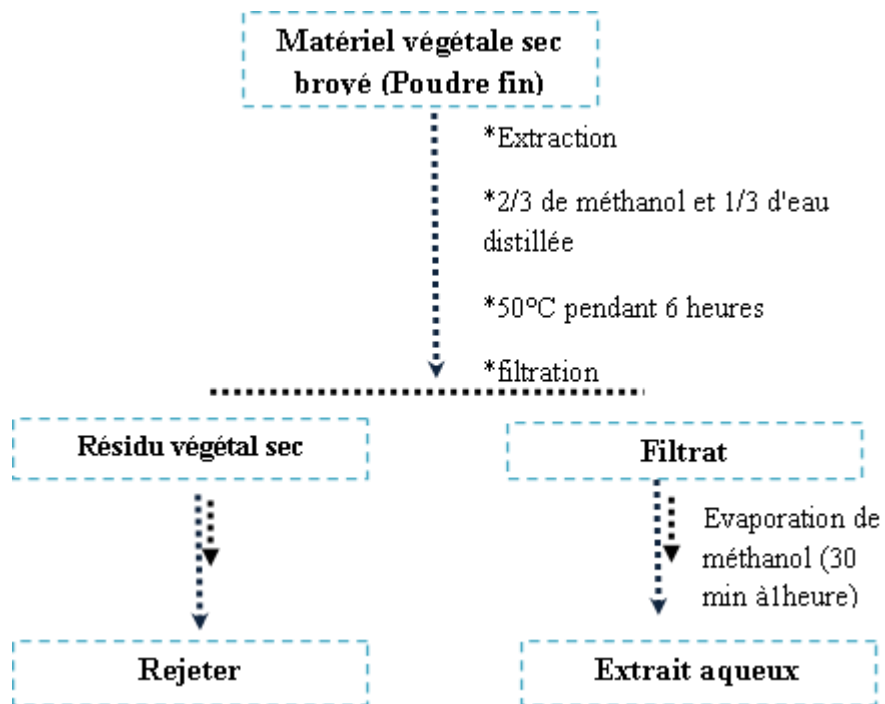 Matériel végétale sec
broyé (Poudre fin)
*Extraction
*2/3 de méthanol et 1/3 d'eau
distillée
*50°C pendant 6 heures
*filtration
Résidu végétal sec
Filtrat
Evaporation de
méthanol (30
min à1heure)
Rejeter
Extrait aqueux